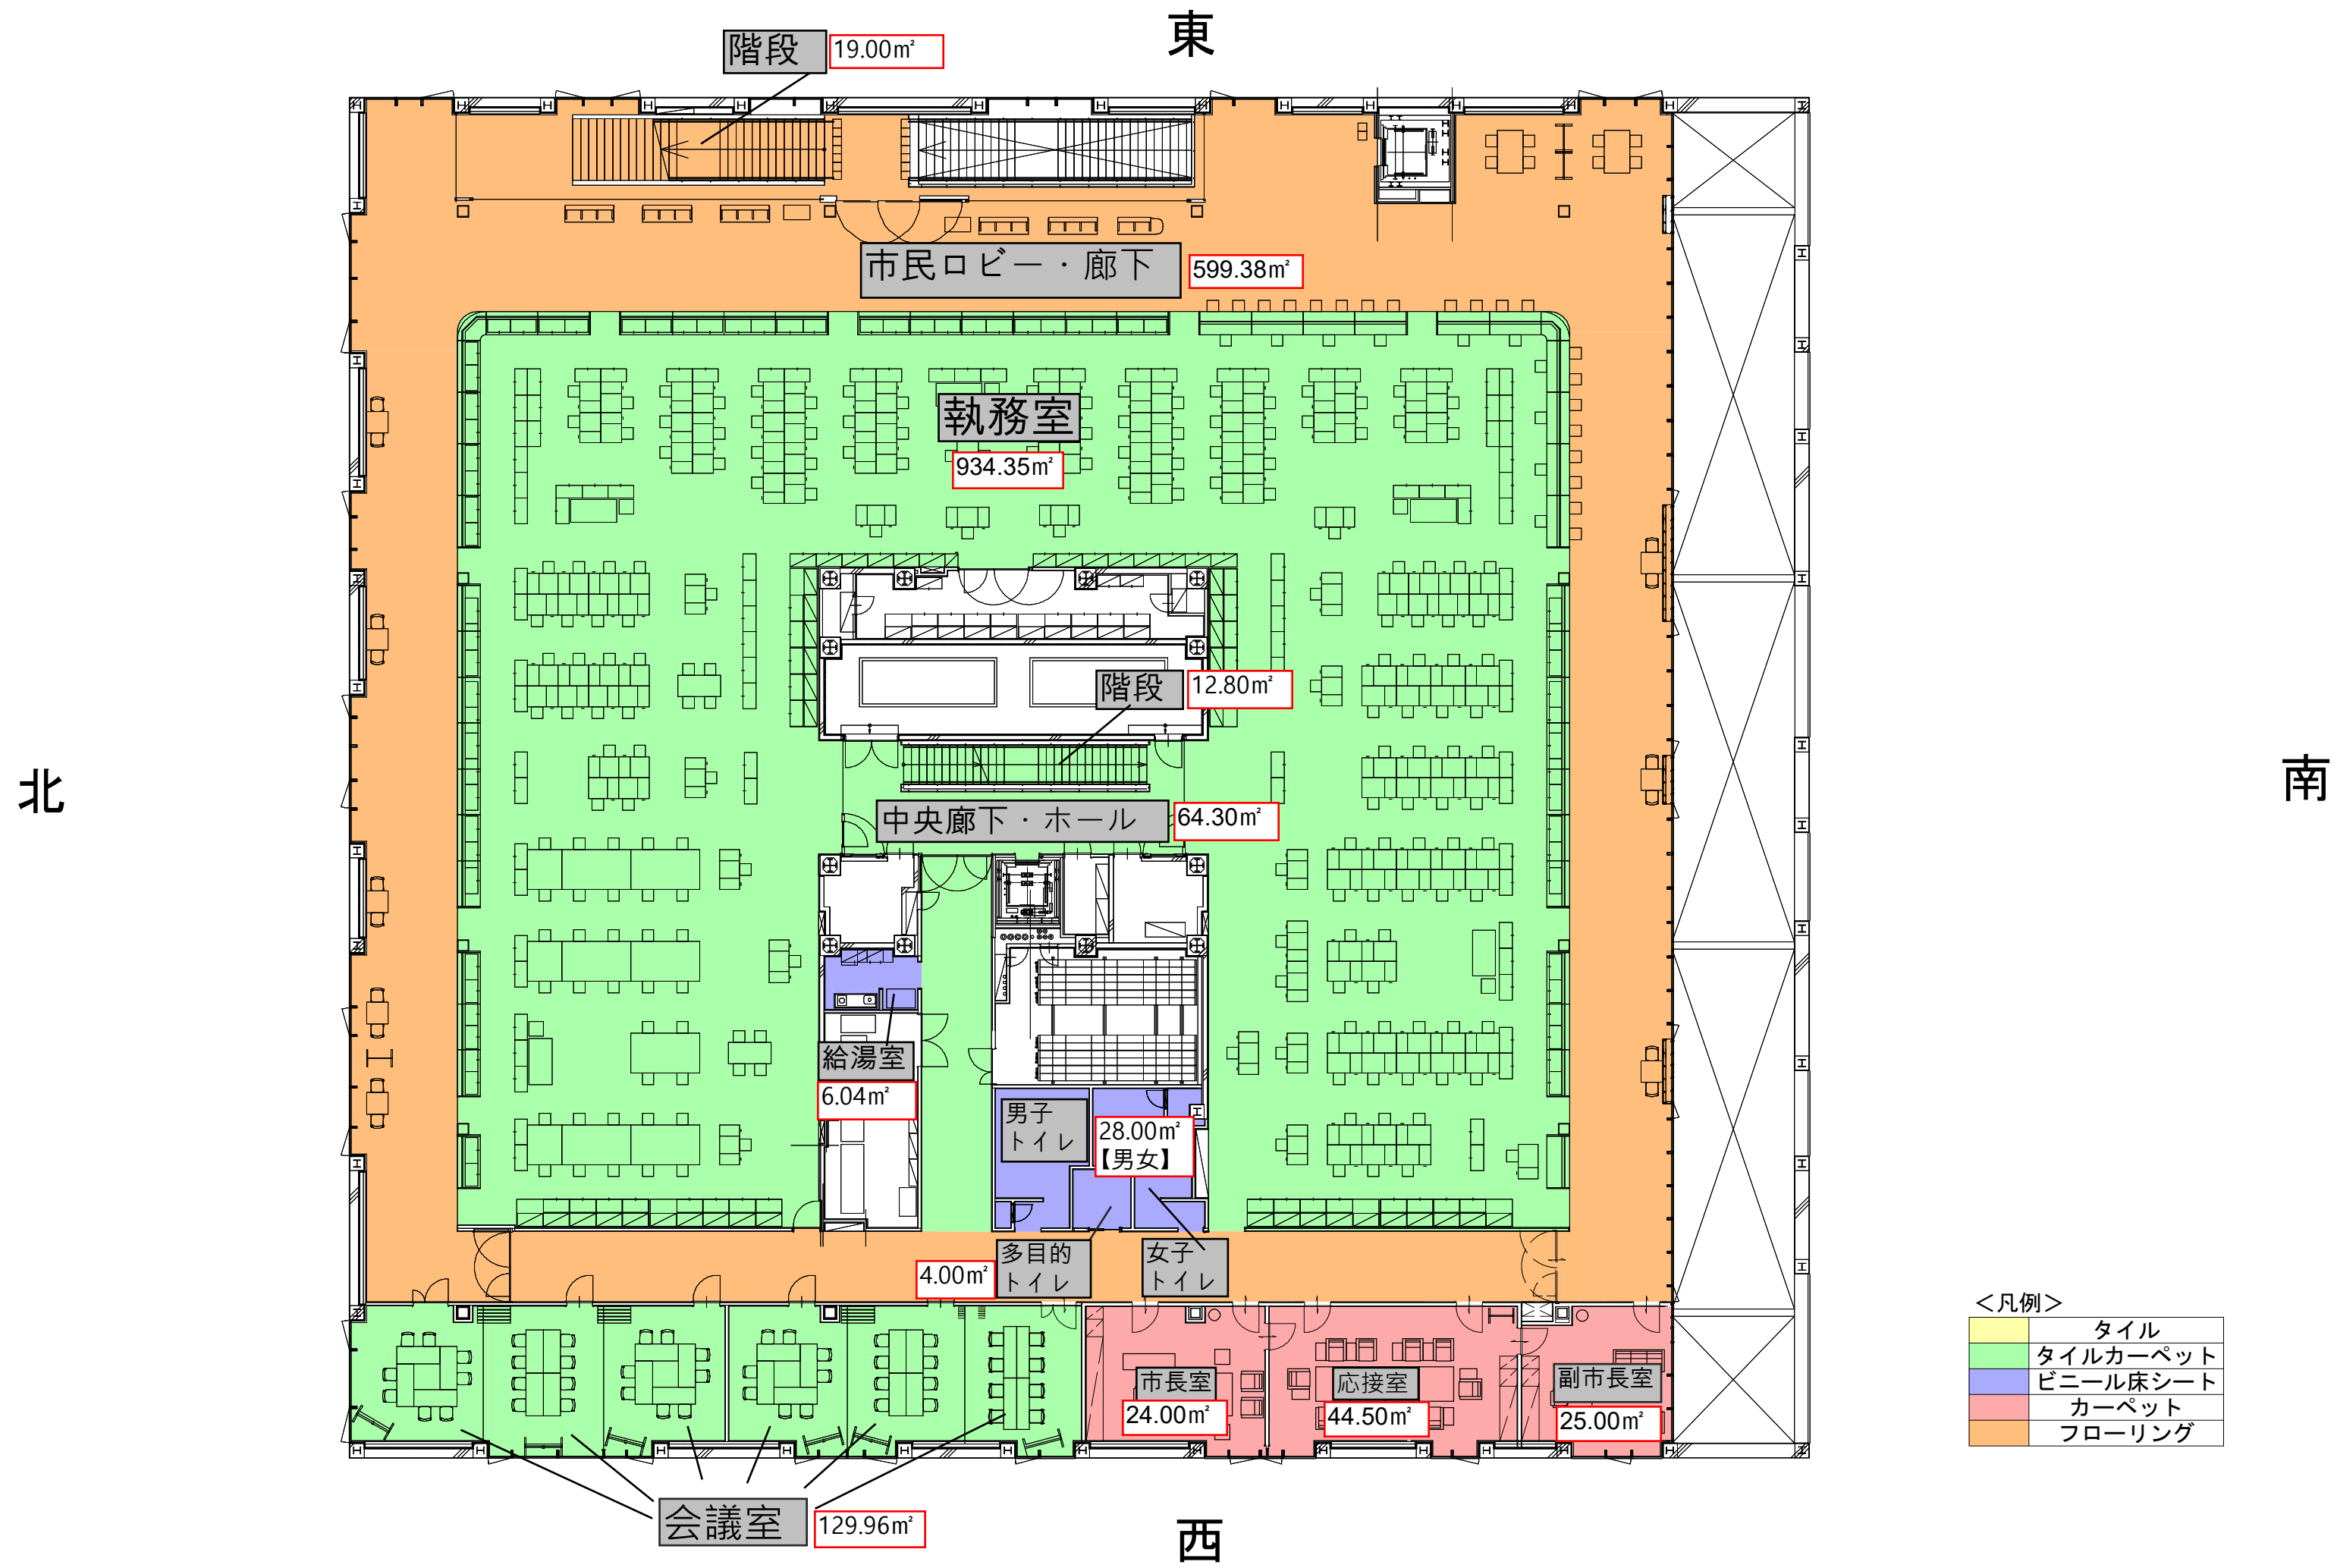 東
階段
19.00㎡
市民ロビー・廊下
599.38㎡
執務室
934.35㎡
階段
12.80㎡
北
南
中央廊下・ホール
64.30㎡
給湯室
6.04㎡
男子
トイレ
28.00㎡
【男女】
4.00㎡
多目的
トイレ
女子
トイレ
市長室
24.00㎡
応接室
44.50㎡
副市長室
25.00㎡
会議室
129.96㎡
西
＜凡例＞
タイル
タイルカーペット
ビニール床シート
カーペット
フローリング